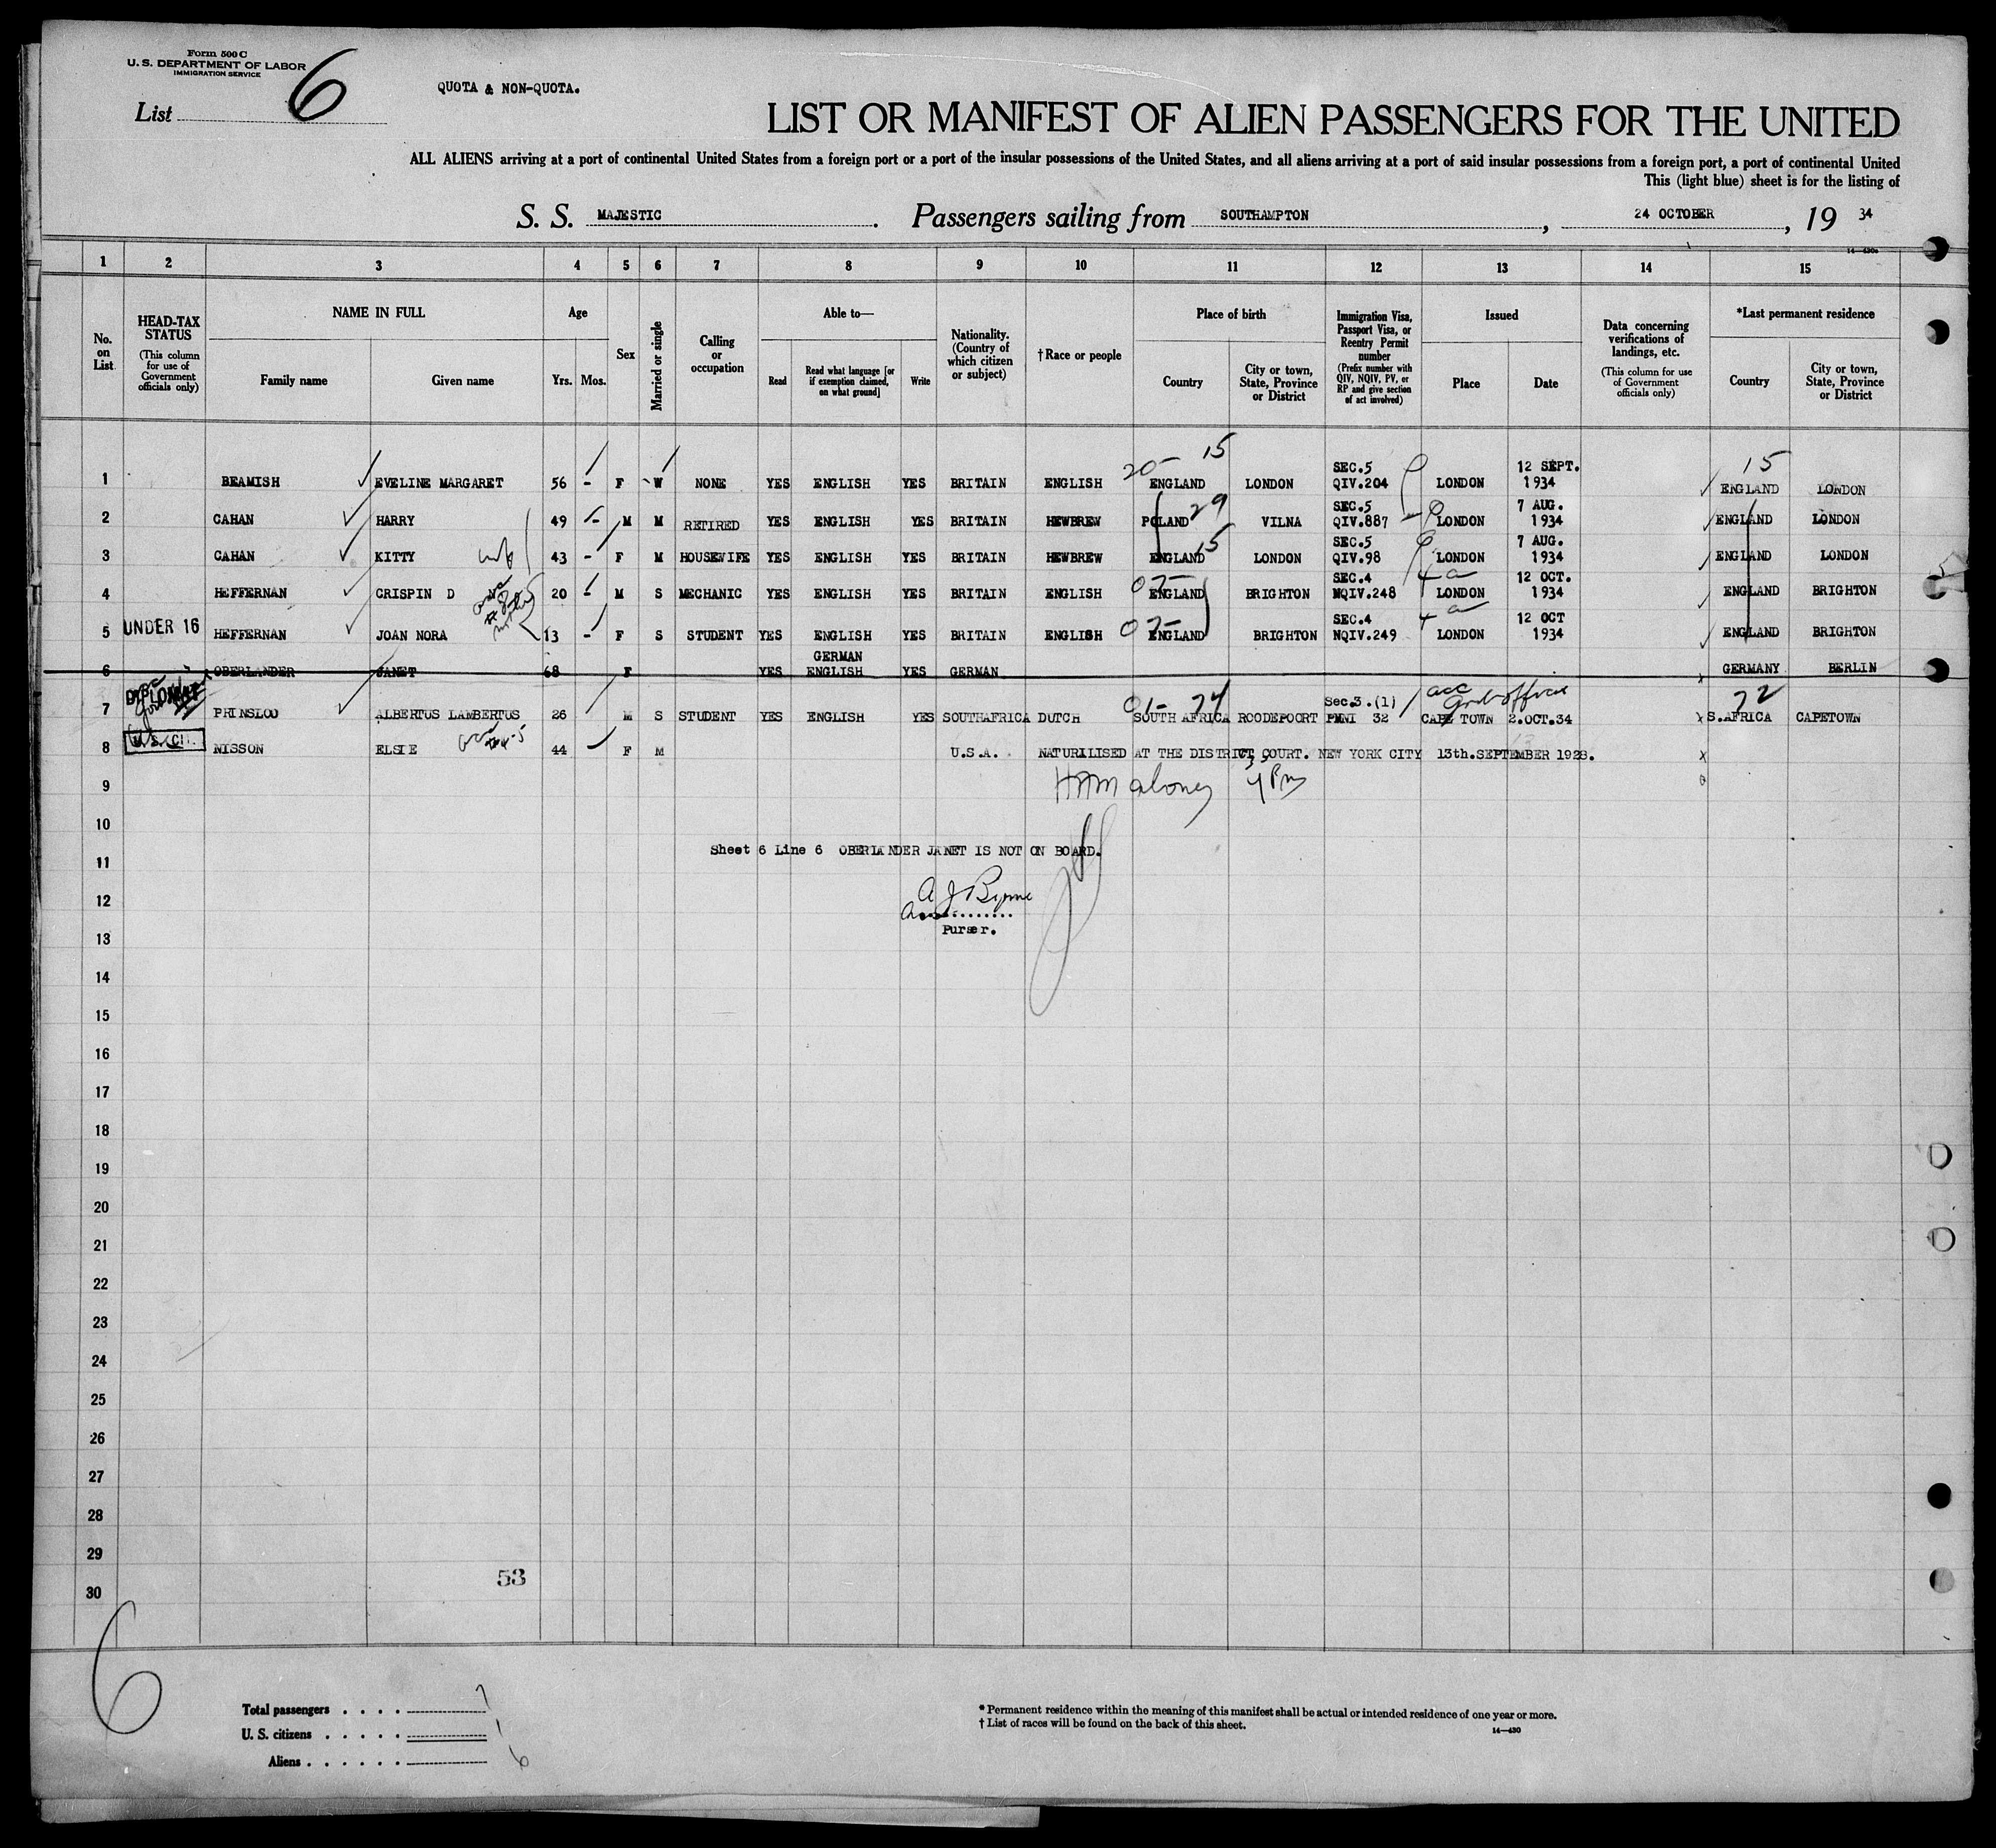 Form 500 C
U. S. DEPARTMENT OF LABOR
IMMIGRATION SERVICE
List 6
QUOTA & NON-QUOTA.
LIST OR MANIFEST OF ALIEN PASSENGERS FOR THE UNITED
ALL ALIENS arriving at a port of continental United States from a foreign port or a port of the insular possessions of the United States, and all aliens arriving at a port of said insular possessions from a foreign port, a port of continental United
This (light blue) sheet is for the listing of
S. S. MAJESTIC. Passengers sailing from SOUTHAMPTON, 24 OCTOBER, 19 34
1 2 3 4 5 6 7 8 9 10 11 12 13 14 15
No. on List
HEAD-TAX STATUS
(This column for use of Government officials only)
NAME IN FULL
Family name Given name
Age
Yrs. Mos.
Sex
Married or single
Calling or occupation
Able to—
Read Read what language [or if exemption claimed, on what ground] Write
Nationality. (Country of which citizen or subject)
† Race or people
Place of birth
Country City or town, State, Province or District
Immigration Visa, Passport Visa, or Reentry Permit number
(Prefix number with QIV, NQIV, PV, or RP and give section of act involved)
Issued
Place Date
Data concerning verifications of landings, etc.
(This column for use of Government officials only)
*Last permanent residence
Country City or town, State, Province or District
20- 15 15
1 BEAMISH EVELINE MARGARET 56 - F W NONE YES ENGLISH YES BRITAIN ENGLISH ENGLAND LONDON SEC.5 QIV.204 LONDON 12 SEPT. 1934 ENGLAND LONDON
2 CAHAN HARRY 49 - M M RETIRED YES ENGLISH YES BRITAIN HEWBREW POLAND 29 VILNA SEC.5 QIV.887 LONDON 7 AUG. 1934 ENGLAND LONDON
3 CAHAN KITTY 43 - F M HOUSEWIFE YES ENGLISH YES BRITAIN HEWBREW ENGLAND 15 LONDON SEC.5 QIV.98 LONDON 7 AUG. 1934 ENGLAND LONDON
4 HEFFERNAN CRISPIN D 20 - M S MECHANIC YES ENGLISH YES BRITAIN ENGLISH ENGLAND BRIGHTON SEC.4 NQIV.248 4 a LONDON 12 OCT. 1934 ENGLAND BRIGHTON
5 UNDER 16 HEFFERNAN JOAN NORA 13 - F S STUDENT YES ENGLISH YES BRITAIN ENGLISH ENGLAND BRIGHTON SEC.4 NQIV.249 4 a LONDON 12 OCT 1934 ENGLAND BRIGHTON
6 OBERLANDER JANET 68 F YES GERMAN ENGLISH YES GERMAN GERMANY BERLIN
01- 74 72
7 PRINSLOO ALBERTUS LAMBERTUS 26 M S STUDENT YES ENGLISH YES SOUTHAFRICA DUTCH SOUTH AFRICA ROODEPOORT Sec.3.(1) 32 CAPE TOWN 2.OCT.34 S.AFRICA CAPETOWN
8 NISSON ELSIE 44 F M U.S.A. NATURILISED AT THE DISTRICT COURT. NEW YORK CITY 13th.SEPTEMBER 1928.
9
10
Sheet 6 Line 6 OBERLANDER JANET IS NOT ON BOARD.
11
A J Byrne
12
Purser.
13
14
15
16
17
18
19
20
21
22
23
24
25
26
27
28
29
53
30
6
Total passengers . . . . 7
U. S. citizens . . . . . 1
Aliens . . . . . . 6
* Permanent residence within the meaning of this manifest shall be actual or intended residence of one year or more.
† List of races will be found on the back of this sheet.
14—430